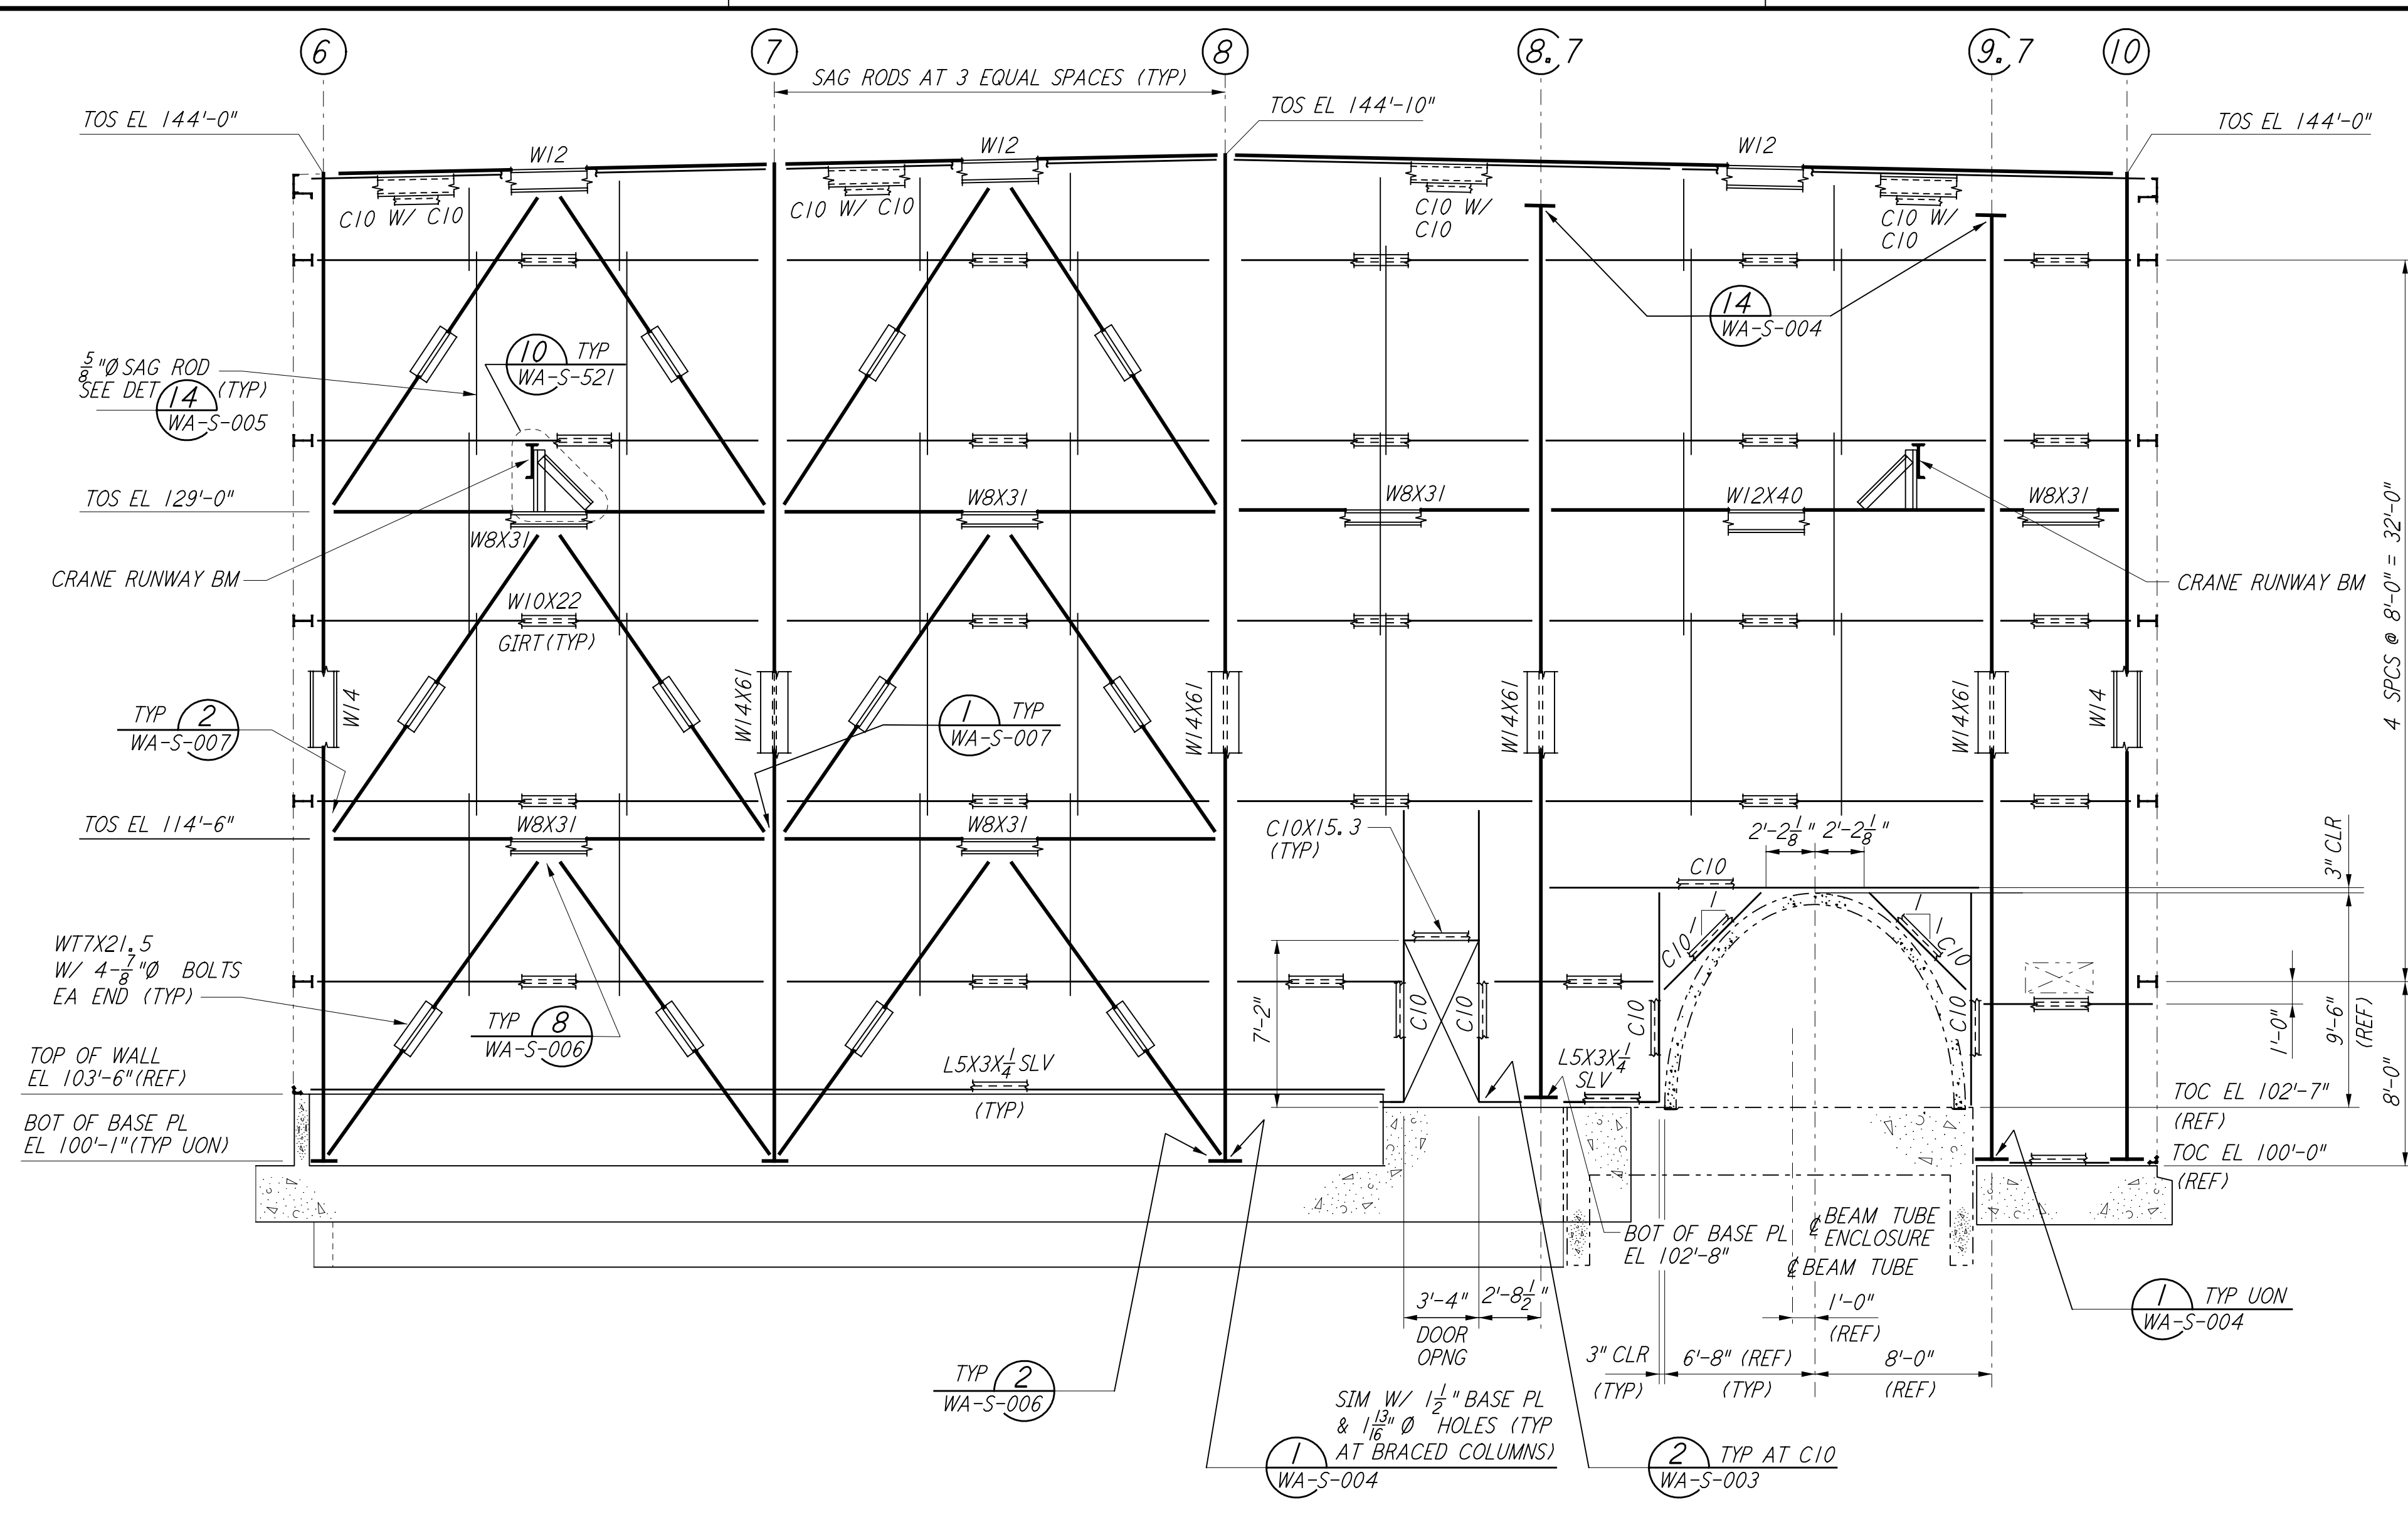 6
7
8
8.7
9.7
10
SAG RODS AT 3 EQUAL SPACES (TYP)
TOS EL 144'-0"
TOS EL 144'-10"
TOS EL 144'-0"
W12
W12
W12
C10 W/ C10
C10 W/ C10
C10 W/
C10
C10 W/
C10
14
WA-S-004
10 TYP
WA-S-521
5/8"Ø SAG ROD
SEE DET 14 (TYP)
WA-S-005
TOS EL 129'-0"
W8X31
W8X31
W8X31
W12X40
W8X31
CRANE RUNWAY BM
CRANE RUNWAY BM
4 SPCS @ 8'-0" = 32'-0"
W10X22
GIRT (TYP)
W14
W14X61
W14X61
W14X61
W14X61
W14
TYP 2
WA-S-007
1 TYP
WA-S-007
TOS EL 114'-6"
W8X31
W8X31
C10X15.3
(TYP)
2'-2 1/8"
2'-2 1/8"
3" CLR
C10
1
1
1
1
C10
C10
WT7X21.5
W/ 4-7/8"Ø BOLTS
EA END (TYP)
TYP 8
WA-S-006
7'-2"
C10
C10
C10
C10
1'-0"
9'-6"
(REF)
8'-0"
TOP OF WALL
EL 103'-6"(REF)
BOT OF BASE PL
EL 100'-1"(TYP UON)
L5X3X1/4 SLV
(TYP)
L5X3X1/4
SLV
TOC EL 102'-7"
(REF)
TOC EL 100'-0"
(REF)
BOT OF BASE PL
EL 102'-8"
℄ BEAM TUBE
ENCLOSURE
℄ BEAM TUBE
3'-4"
DOOR
OPNG
2'-8 1/2"
1'-0"
(REF)
3" CLR
(TYP)
6'-8" (REF)
(TYP)
8'-0"
(REF)
1 TYP UON
WA-S-004
TYP 2
WA-S-006
SIM W/ 1 1/2" BASE PL
& 1 13/16" Ø HOLES (TYP
AT BRACED COLUMNS)
1
WA-S-004
2 TYP AT C10
WA-S-003